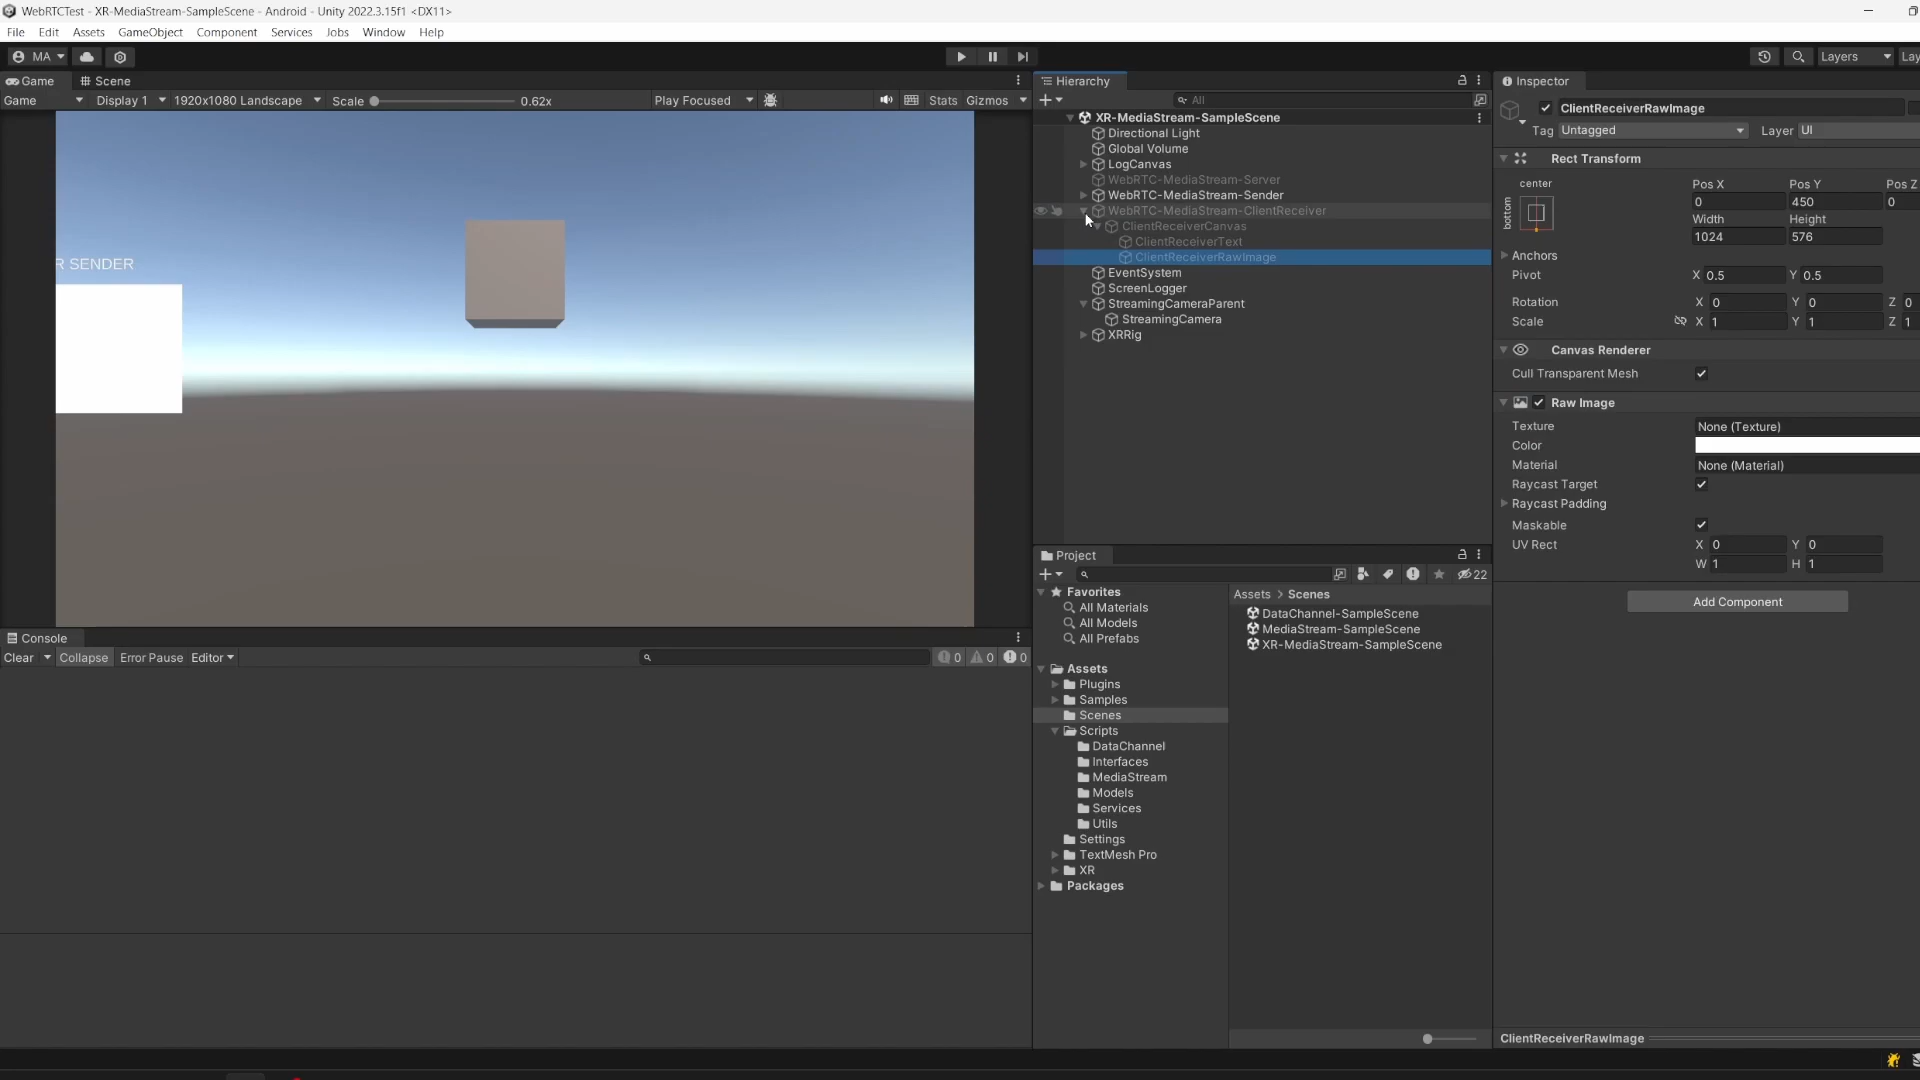 WebRTCTest - XR-MediaStream-SampleScene - Android - Unity 2022.3.15f1 <DX11>
File Edit Assets GameObject Component Services Jobs Window Help
MA
Layers
Lay
Game
Scene
Game Display 1 1920x1080 Landscape Scale 0.62x Play Focused Stats Gizmos
R SENDER
Hierarchy
All
XR-MediaStream-SampleScene
Directional Light
Global Volume
LogCanvas
WebRTC-MediaStream-Server
WebRTC-MediaStream-Sender
WebRTC-MediaStream-ClientReceiver
ClientReceiverCanvas
ClientReceiverText
ClientReceiverRawImage
EventSystem
ScreenLogger
StreamingCameraParent
StreamingCamera
XRRig
Inspector
ClientReceiverRawImage
Tag Untagged Layer UI
Rect Transform
center
bottom
Pos X Pos Y Pos Z
0 450 0
Width Height
1024 576
Anchors
Pivot X 0.5 Y 0.5
Rotation X 0 Y 0 Z 0
Scale X 1 Y 1 Z 1
Canvas Renderer
Cull Transparent Mesh
Raw Image
Texture None (Texture)
Color
Material None (Material)
Raycast Target
Raycast Padding
Maskable
UV Rect X 0 Y 0
W 1 H 1
Add Component
ClientReceiverRawImage
Project
22
Favorites
All Materials
All Models
All Prefabs
Assets
Plugins
Samples
Scenes
Scripts
DataChannel
Interfaces
MediaStream
Models
Services
Utils
Settings
TextMesh Pro
XR
Packages
Assets > Scenes
DataChannel-SampleScene
MediaStream-SampleScene
XR-MediaStream-SampleScene
Console
Clear Collapse Error Pause Editor 0 0 0